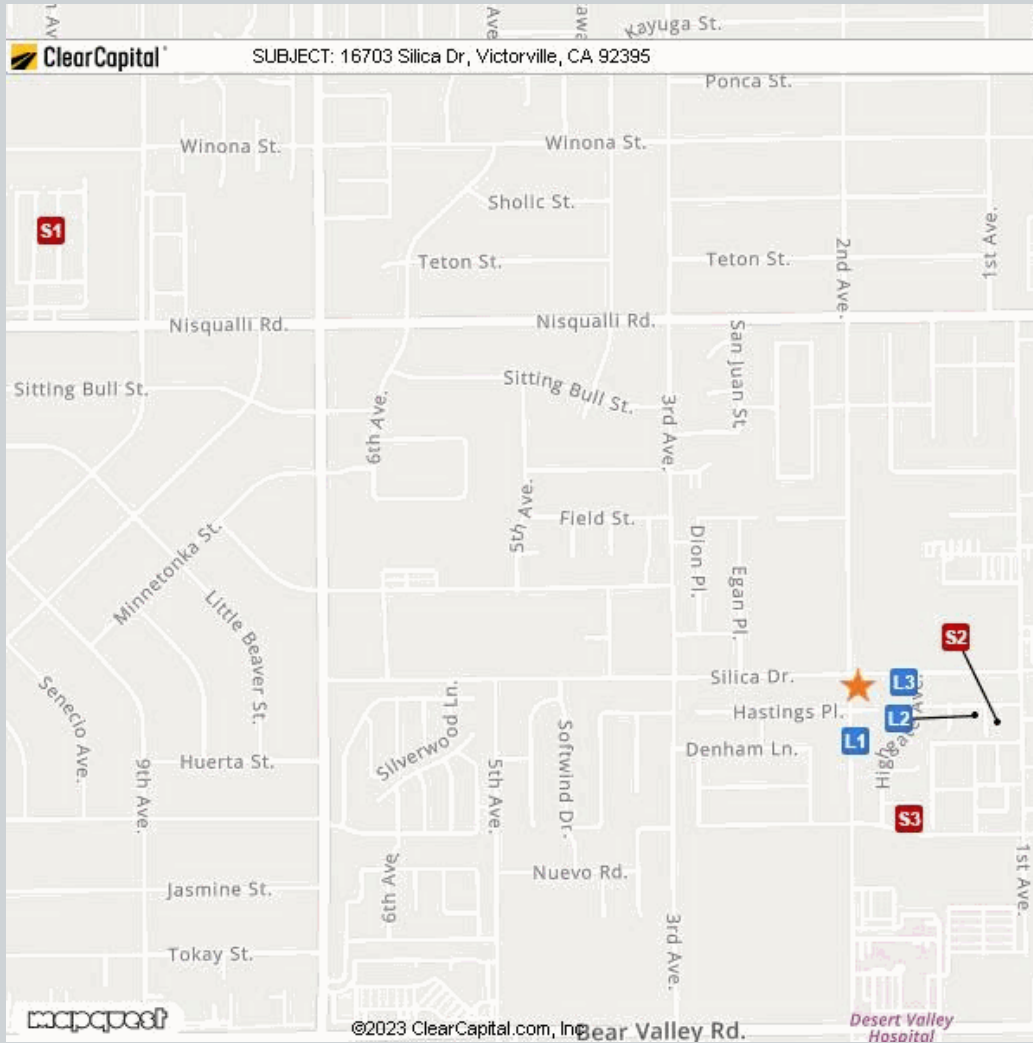 Kayuga St.
Ave
ClearCapital
SUBJECT: 16703 Silica Dr, Victorville, CA 92395
Ponca St.
Winona St.
Winona St.
Sholic St.
S1
1st Ave.
2nd Ave.
Teton St.
Teton St.
Nisqualli Rd.
Nisqualli Rd.
San Juan St.
Sitting Bull St.
Sitting Bull St.
6th Ave.
3rd Ave.
5th Ave.
Field St.
Minnetonka St.
Dion Pl.
Egan Pl.
Little Beaver St.
S2
Silica Dr.
L3
Senecio Ave.
Silverwood Ln.
Hastings Pl.
L2
Highgate Ave.
L1
Denham Ln.
Softwind Dr.
Huerta St.
9th Ave.
5th Ave.
S3
Nuevo Rd.
6th Ave
Jasmine St.
1st Ave.
3rd Ave.
Tokay St.
mapquest
©2023 ClearCapital.com, Inc
Bear Valley Rd.
Desert Valley
Hospital